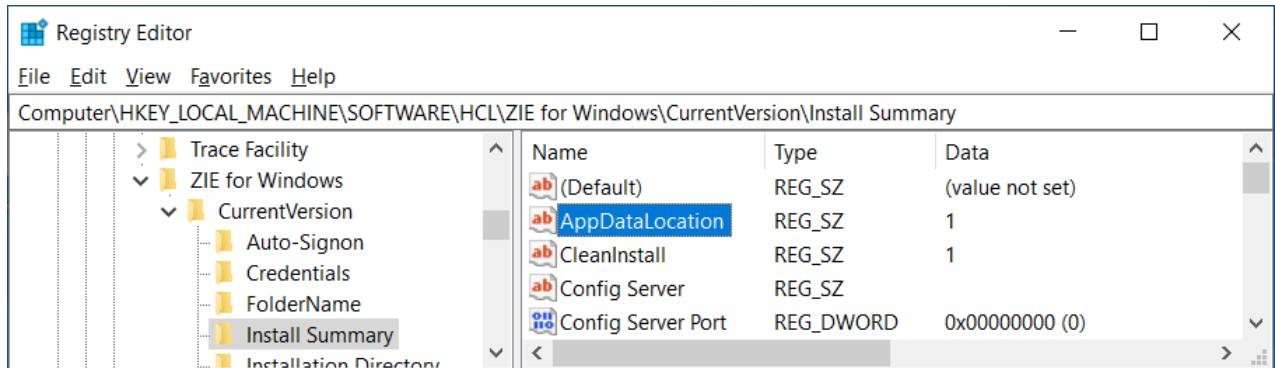 Registry Editor
File Edit View Favorites Help
Computer\HKEY_LOCAL_MACHINE\SOFTWARE\HCL\ZIE for Windows\CurrentVersion\Install Summary
Trace Facility
ZIE for Windows
CurrentVersion
Auto-Signon
Credentials
FolderName
Install Summary
Installation Directory
Name Type Data
(Default) REG_SZ (value not set)
AppDataLocation REG_SZ 1
CleanInstall REG_SZ 1
Config Server REG_SZ
Config Server Port REG_DWORD 0x00000000 (0)